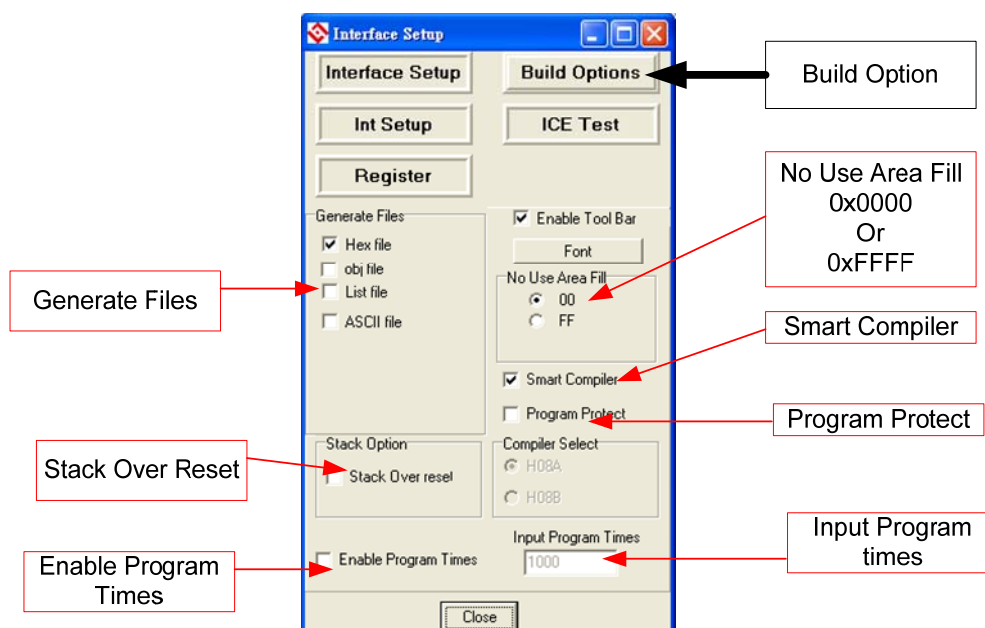 Interface Setup
Interface Setup
Build Options
Build Option
Int Setup
ICE Test
Register
No Use Area Fill
0x0000
Or
0xFFFF
Generate Files
Enable Tool Bar
Hex file
Font
obj file
No Use Area Fill
List file
00
Generate Files
ASCII file
FF
Smart Compiler
Smart Compiler
Program Protect
Program Protect
Stack Option
Compiler Select
Stack Over Reset
Stack Over reset
H08A
H08B
Input Program
times
Input Program Times
Enable Program Times
1000
Enable Program
Times
Close